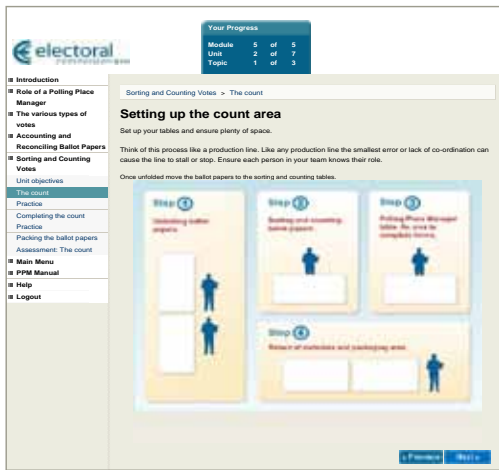 Your Progress
electoral
Module 5 of 5
Unit 2 of 7
Topic 1 of 3
Introduction
Role of a Polling Place
Manager
The various types of
votes
Accounting and
Reconciling Ballot Papers
Sorting and Counting
Votes
Unit objectives
The count
Practice
Completing the count
Practice
Packing the ballot papers
Assessment: The count
Main Menu
PPM Manual
Help
Logout
Sorting and Counting Votes > The count
Setting up the count area
Set up your tables and ensure plenty of space.
Think of this process like a production line. Like any production line the smallest error or lack of co-ordination can
cause the line to stall or stop. Ensure each person in your team knows their role.
Once unfolded move the ballot papers to the sorting and counting tables.
Step 1
Unfolding ballot
papers.
Step 2
Sorting and counting
ballot papers.
Step 3
Polling Place Manager
table. An area to
complete forms.
Step 4
Return of materials and packaging area.
« Previous
Next »